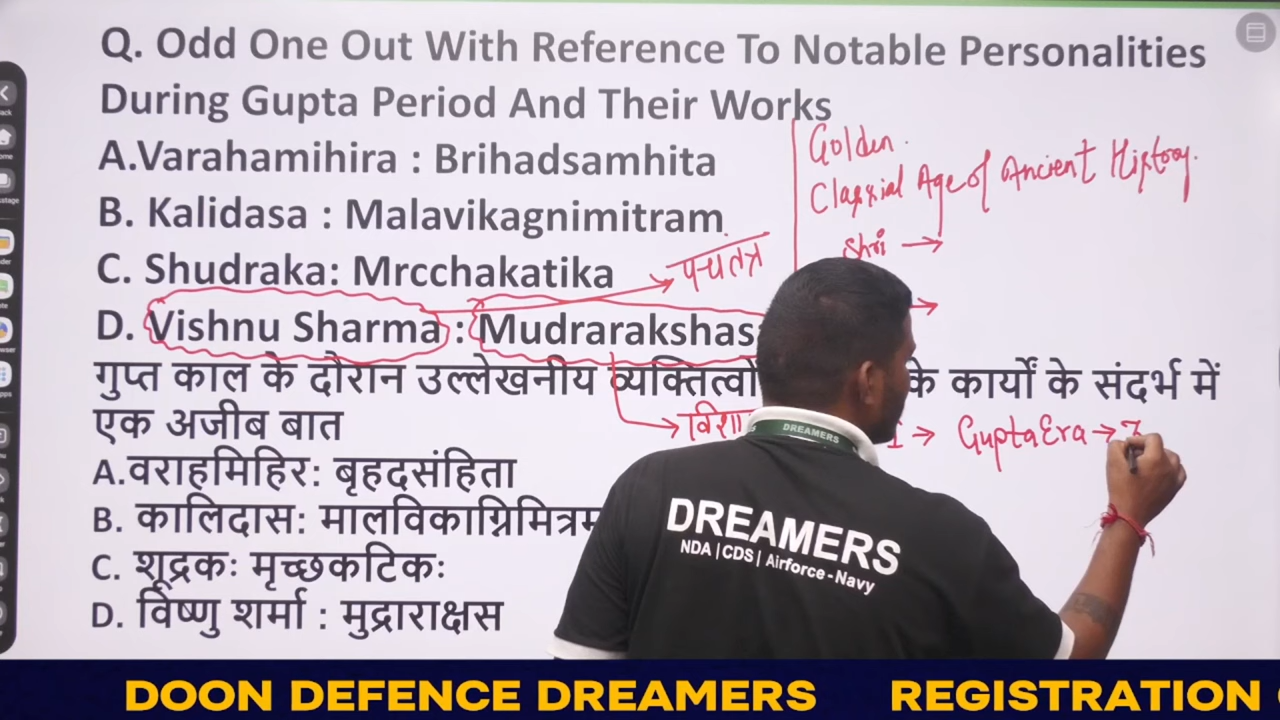 Q. Odd One Out With Reference To Notable Personalities
During Gupta Period And Their Works
Golden.
Classical Age of Ancient History.
A.Varahamihira : Brihadsamhita
B. Kalidasa : Malavikagnimitram
Shri →
C. Shudraka: Mrcchakatika
D. Vishnu Sharma : Mudrarakshas
गुप्त काल के दौरान उल्लेखनीय के कार्यों के संदर्भ में
एक अजीब बात
I → Gupta Era →
A.वराहमिहिर: बृहदसंहिता
B. कालिदास: मालविकाग्निमित्रम
C. शूद्रकः मृच्छकटिकः
D. विष्णु शर्मा : मुद्राराक्षस
DREAMERS
DREAMERS
NDA | CDS | Airforce-Navy
DOON DEFENCE DREAMERS REGISTRATION